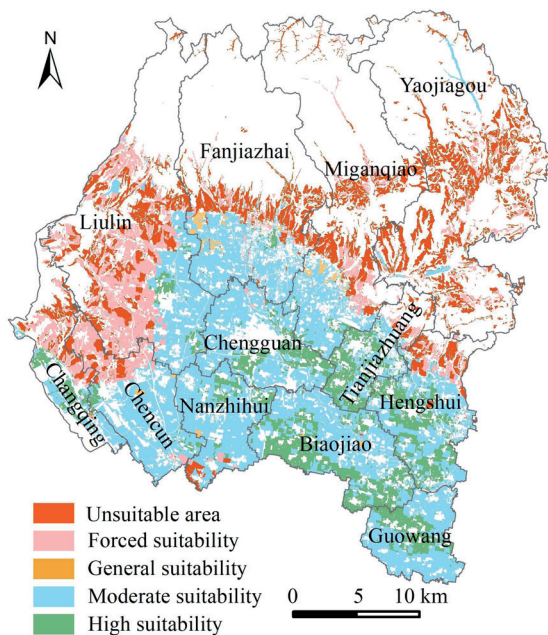 N
Yaojiagou
Fanjiazhai
Miganqiao
Liulin
Chengguan
Tianjiazhuang
Changqing
Chencun
Nanzhihui
Hengshui
Biaojiao
Guowang
Unsuitable area
Forced suitability
General suitability
Moderate suitability
High suitability
0 5 10 km